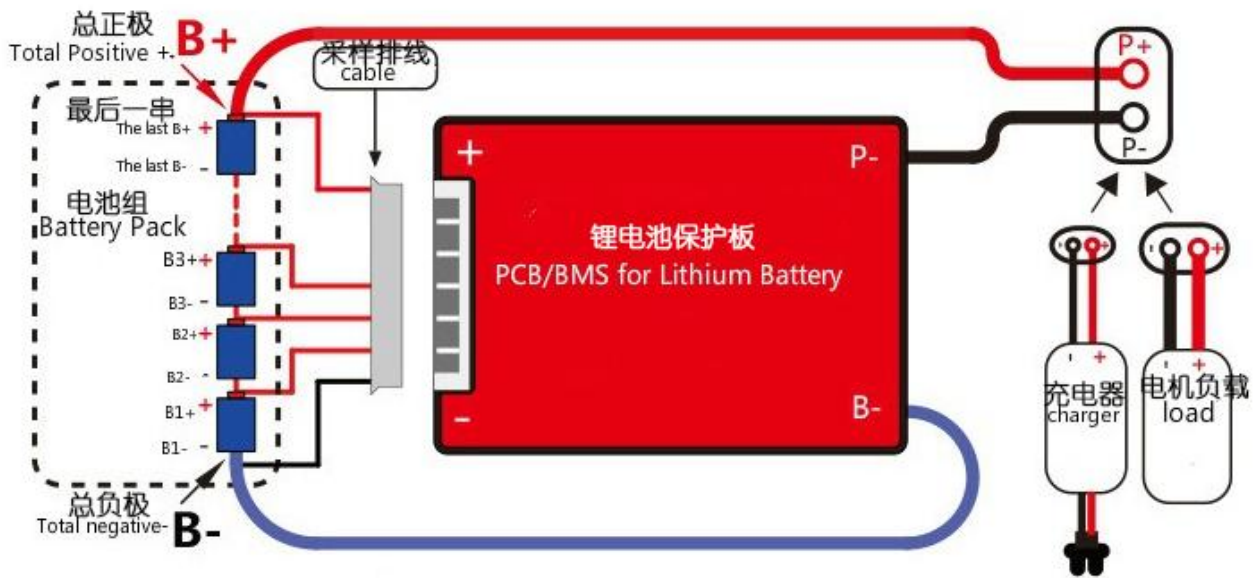 总正极
Total Positive +
B+
采样排线
cable
最后一串
The last B+ +
The last B- -
电池组
Battery Pack
B3+ +
B3- -
B2+ +
B2- -
B1+ +
B1- -
总负极
Total negative-
B-
+
-
P-
B-
锂电池保护板
PCB/BMS for Lithium Battery
P+
P-
- +
- +
- +
- +
充电器
charger
电机负载
load